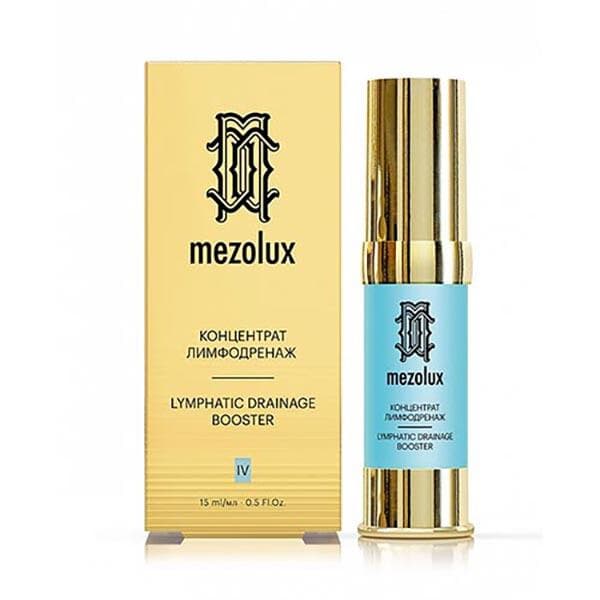 mezolux
КОНЦЕНТРАТ
ЛИМФОДРЕНАЖ
LYMPHATIC DRAINAGE
BOOSTER
IV
15 ml/мл · 0.5 Fl.Oz.
mezolux
КОНЦЕНТРАТ
ЛИМФОДРЕНАЖ
LYMPHATIC DRAINAGE
BOOSTER